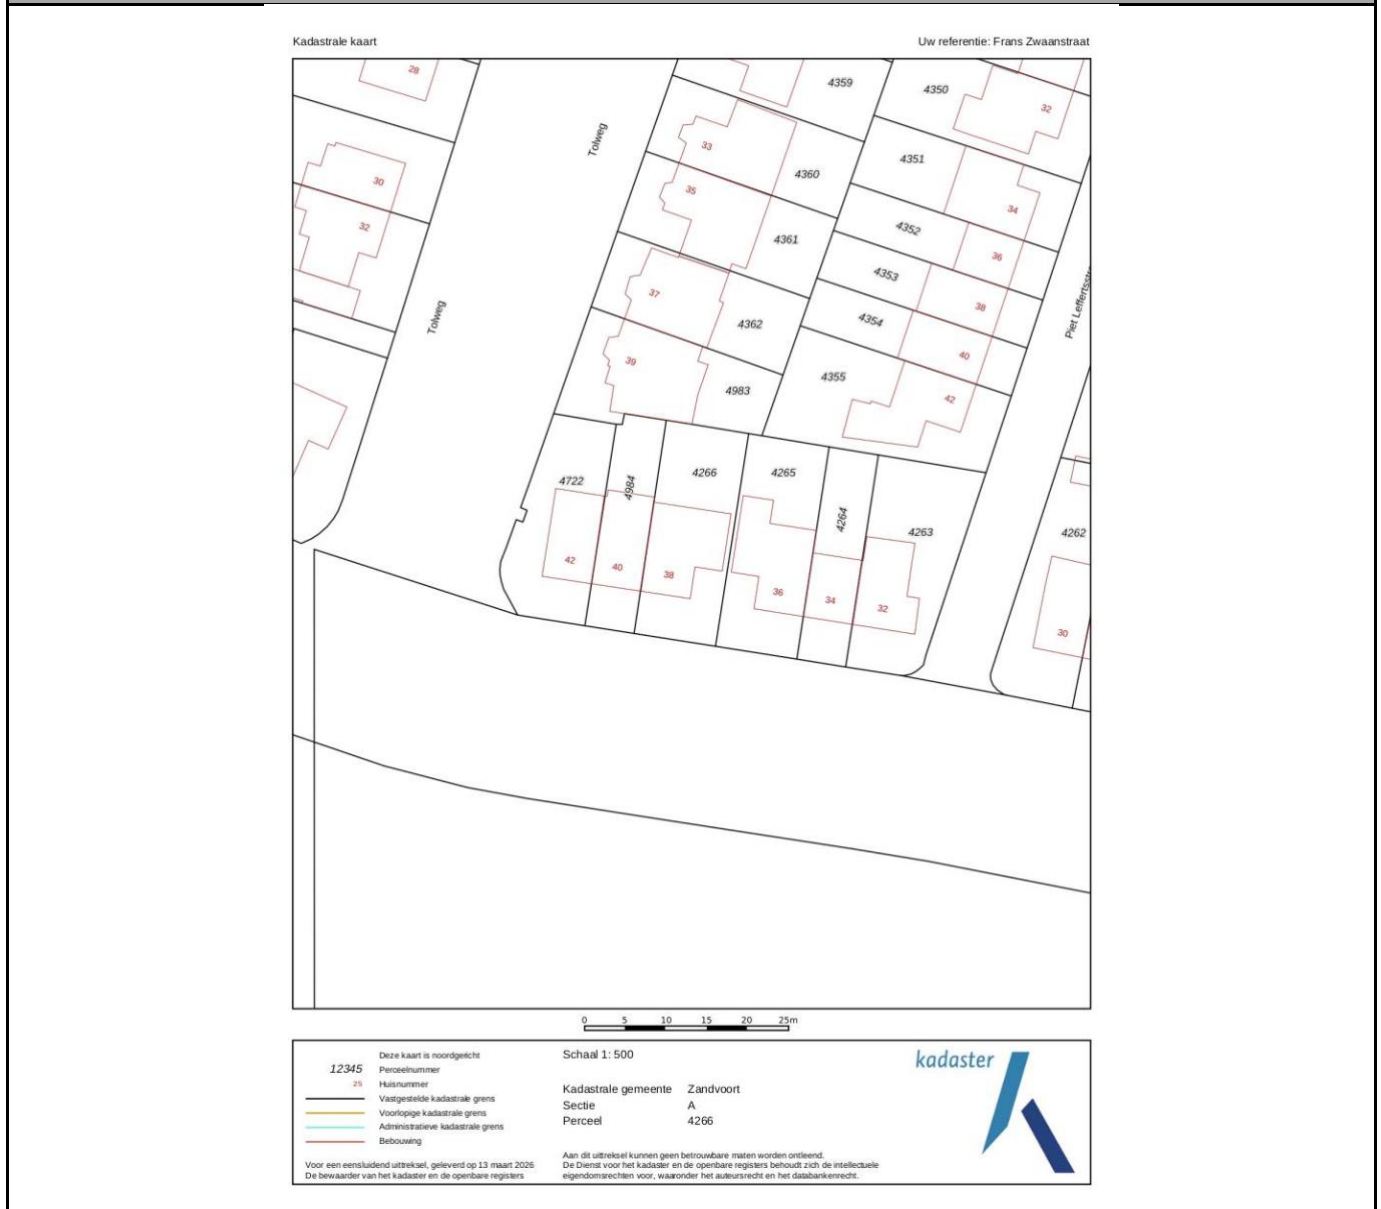 Kadastrale kaart
Uw referentie: Frans Zwaanstraat
28
4359
4350
32
Tolweg
33
4351
30
4360
35
34
32
4352
4361
36
4353
37
38
Tolweg
4354
4362
40
39
4355
4983
42
4722
4984
4266
4265
4264
4263
4262
42
40
38
36
34
32
30
0 5 10 15 20 25m
Deze kaart is noordgericht
12345 Perceelnummer
25 Huisnummer
Vastgestelde kadastrale grens
Voorlopige kadastrale grens
Administratieve kadastrale grens
Bebouwing
Voor een eensluidend uittreksel, geleverd op 13 maart 2026
De bewaarder van het kadaster en de openbare registers
Schaal 1: 500
Kadastrale gemeente Zandvoort
Sectie A
Perceel 4266
Aan dit uittreksel kunnen geen betrouwbare maten worden ontleend.
De Dienst voor het kadaster en de openbare registers behoudt zich de intellectuele
eigendomsrechten voor, waaronder het auteursrecht en het databankenrecht.
kadaster